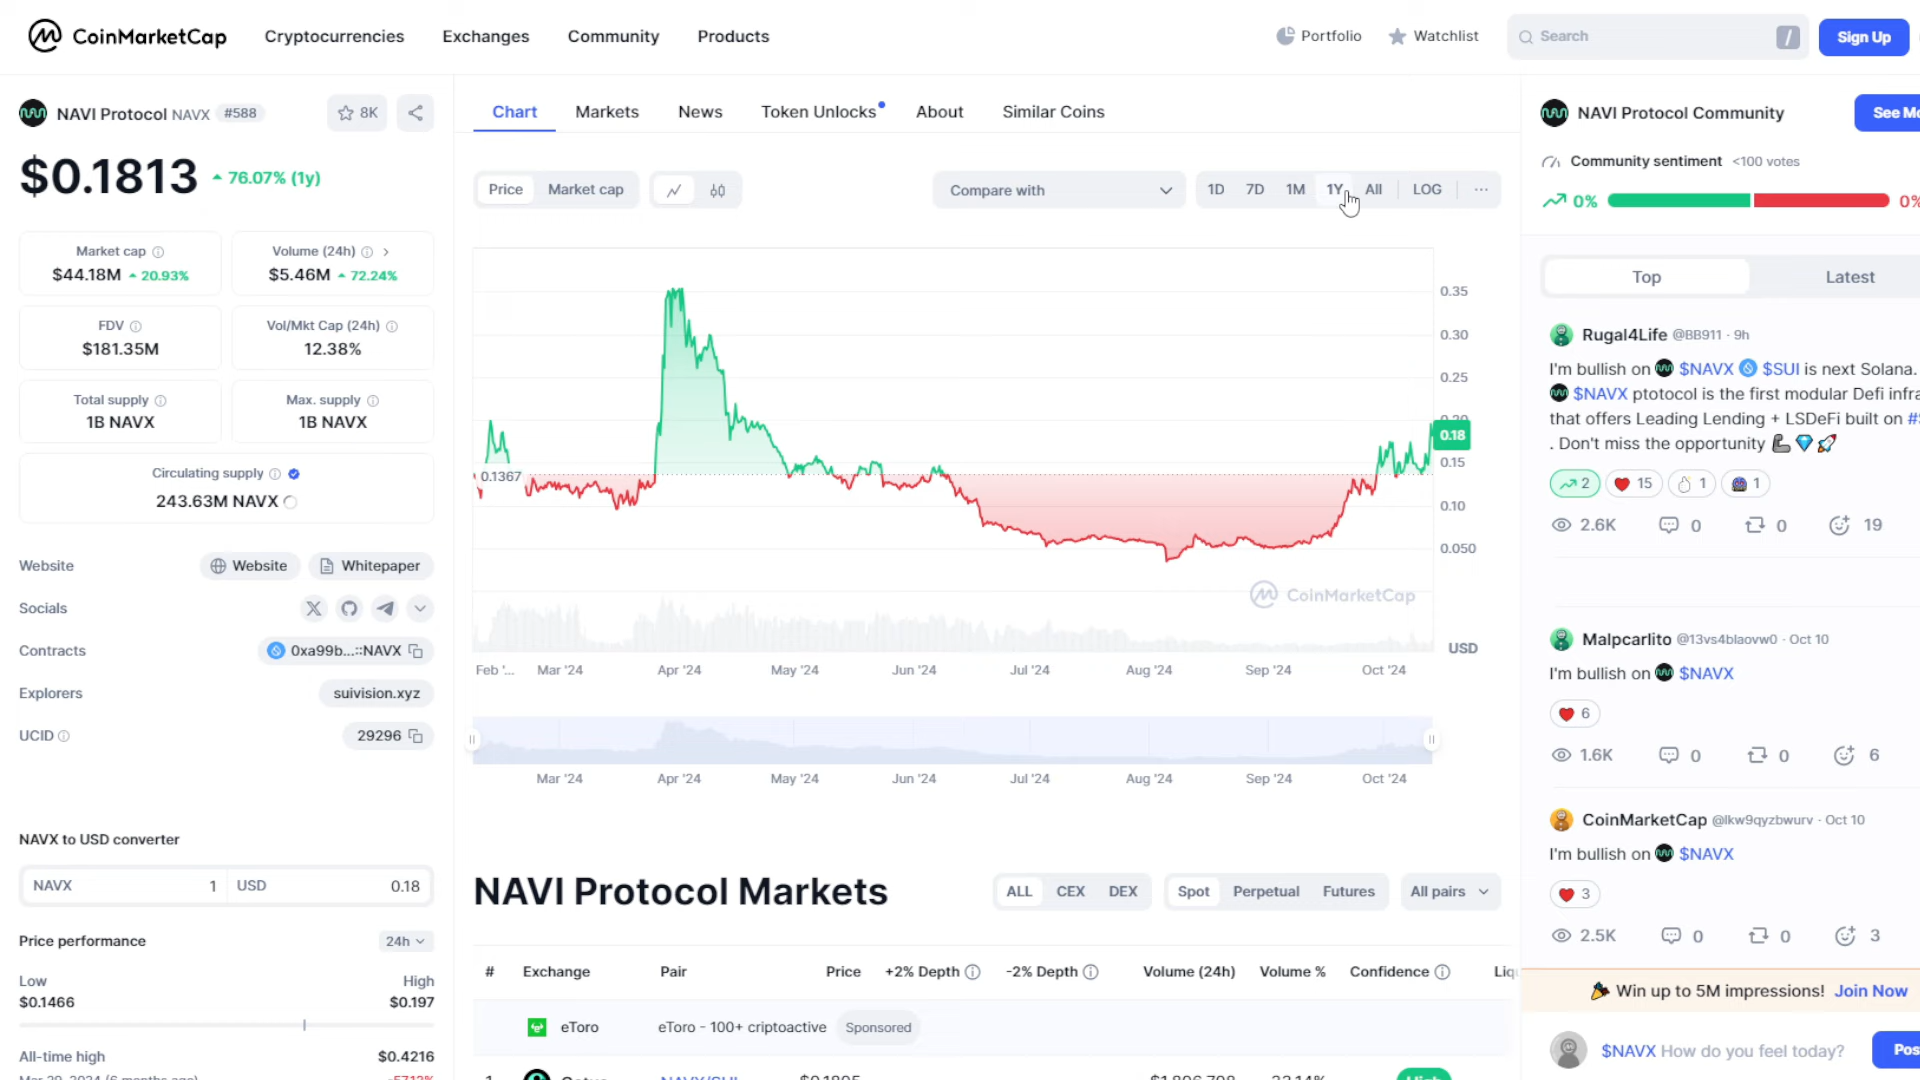 CoinMarketCap
Cryptocurrencies
Exchanges
Community
Products
Portfolio
Watchlist
Search
/
Sign Up
NAVI Protocol NAVX #588
8K
$0.1813
76.07% (1y)
Market cap
$44.18M 20.93%
Volume (24h)
$5.46M 72.24%
FDV
$181.35M
Vol/Mkt Cap (24h)
12.38%
Total supply
1B NAVX
Max. supply
1B NAVX
Circulating supply
243.63M NAVX
Website
Website
Whitepaper
Socials
Contracts
0xa99b...::NAVX
Explorers
suivision.xyz
UCID
29296
NAVX to USD converter
NAVX 1
USD 0.18
Price performance
24h
Low
High
$0.1466
$0.197
All-time high
$0.4216
Chart
Markets
News
Token Unlocks
About
Similar Coins
Price
Market cap
Compare with
1D
7D
1M
1Y
All
LOG
0.35
0.30
0.25
0.20
0.18
0.15
0.10
0.050
0.1367
CoinMarketCap
USD
Feb '...
Mar '24
Apr '24
May '24
Jun '24
Jul '24
Aug '24
Sep '24
Oct '24
Mar '24
Apr '24
May '24
Jun '24
Jul '24
Aug '24
Sep '24
Oct '24
NAVI Protocol Markets
ALL
CEX
DEX
Spot
Perpetual
Futures
All pairs
#
Exchange
Pair
Price
+2% Depth
-2% Depth
Volume (24h)
Volume %
Confidence
eToro
eToro - 100+ criptoactive
Sponsored
NAVI Protocol Community
Community sentiment <100 votes
0%
0%
Top
Latest
Rugal4Life @BB911 · 9h
I'm bullish on $NAVX $SUI is next Solana.
$NAVX ptotocol is the first modular Defi infra
that offers Leading Lending + LSDeFi built on
. Don't miss the opportunity
2
15
1
1
2.6K
0
0
19
Malpcarlito @13vs4blaovw0 · Oct 10
I'm bullish on $NAVX
6
1.6K
0
0
6
CoinMarketCap @lkw9qyzbwurv · Oct 10
I'm bullish on $NAVX
3
2.5K
0
0
3
Win up to 5M impressions! Join Now
$NAVX How do you feel today?